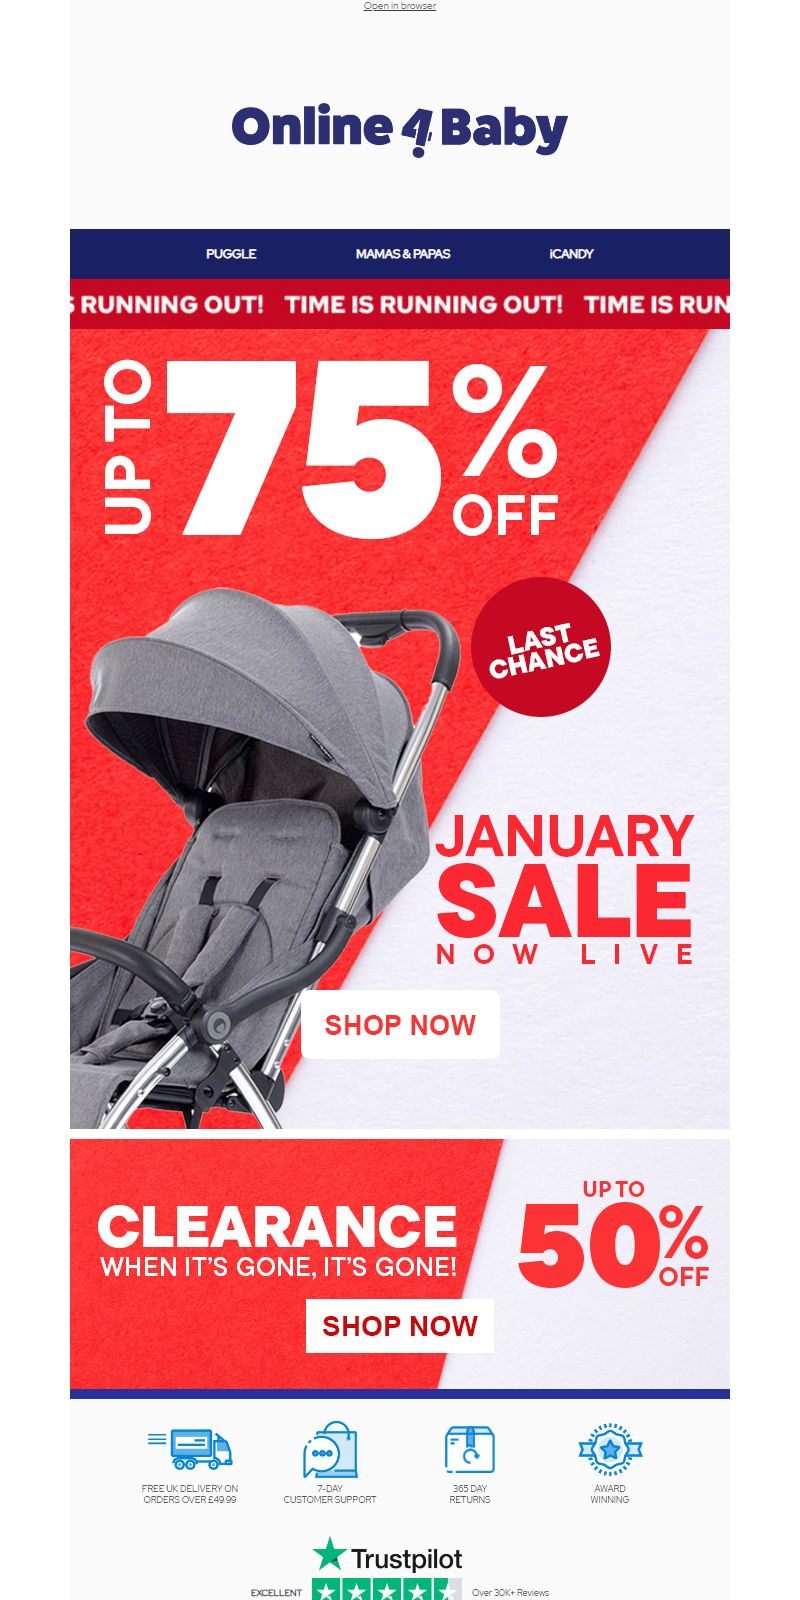 Open in browser
Online 4 Baby
PUGGLE MAMAS & PAPAS iCANDY
S RUNNING OUT! TIME IS RUNNING OUT! TIME IS RUN
UP TO 75% OFF
LAST
CHANCE
JANUARY
SALE
NOW LIVE
SHOP NOW
CLEARANCE
WHEN IT'S GONE, IT'S GONE!
UP TO
50%
OFF
SHOP NOW
FREE UK DELIVERY ON
ORDERS OVER £49.99
7-DAY
CUSTOMER SUPPORT
365 DAY
RETURNS
AWARD
WINNING
Trustpilot
EXCELLENT Over 30K+ Reviews